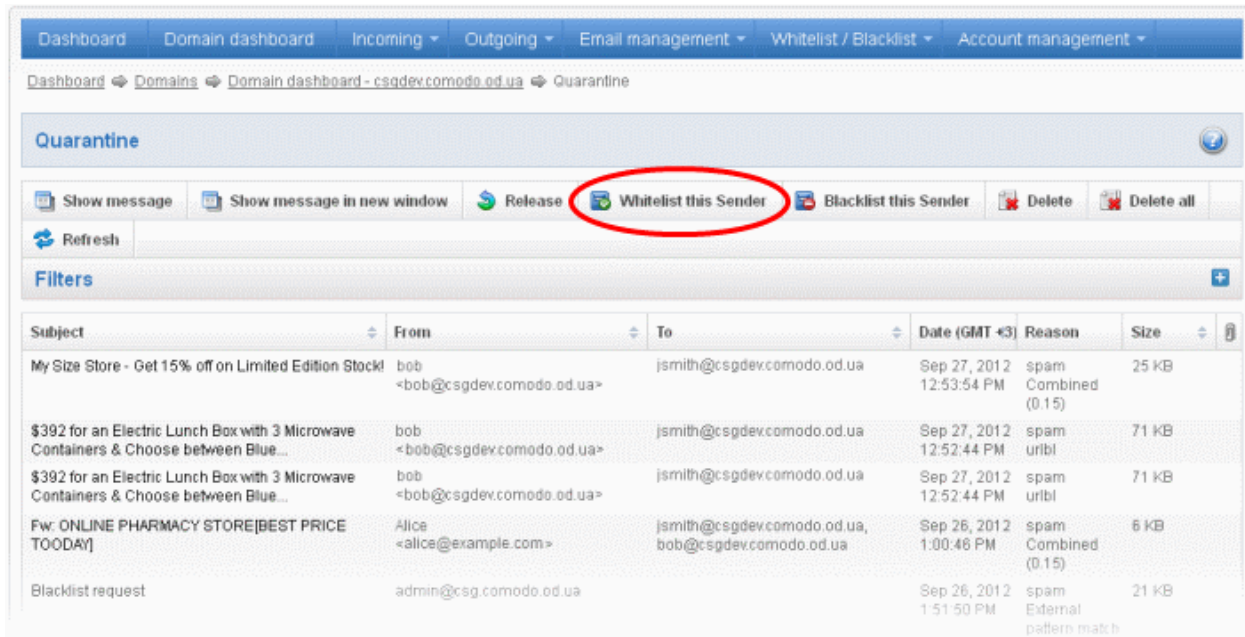 Dashboard Domain dashboard Incoming Outgoing Email management Whitelist / Blacklist Account management
Dashboard Domains Domain dashboard - csgdev.comodo.od.ua Quarantine
Quarantine
Show message Show message in new window Release Whitelist this Sender Blacklist this Sender Delete Delete all
Refresh
Filters
Subject From To Date (GMT +3) Reason Size
My Size Store - Get 15% off on Limited Edition Stock! bob jsmith@csgdev.comodo.od.ua Sep 27, 2012 spam 25 KB
<bob@csgdev.comodo.od.ua> 12:53:54 PM Combined
(0.15)
$392 for an Electric Lunch Box with 3 Microwave bob jsmith@csgdev.comodo.od.ua Sep 27, 2012 spam 71 KB
Containers & Choose between Blue... <bob@csgdev.comodo.od.ua> 12:52:44 PM urlbl
$392 for an Electric Lunch Box with 3 Microwave bob jsmith@csgdev.comodo.od.ua Sep 27, 2012 spam 71 KB
Containers & Choose between Blue... <bob@csgdev.comodo.od.ua> 12:52:44 PM urlbl
Fw: ONLINE PHARMACY STORE[BEST PRICE Alice jsmith@csgdev.comodo.od.ua, Sep 26, 2012 spam 6 KB
TOODAY] <alice@example.com> bob@csgdev.comodo.od.ua 1:00:46 PM Combined
(0.15)
Blacklist request admin@csg.comodo.od.ua Sep 26, 2012 spam 21 KB
1:51:50 PM External
pattern match